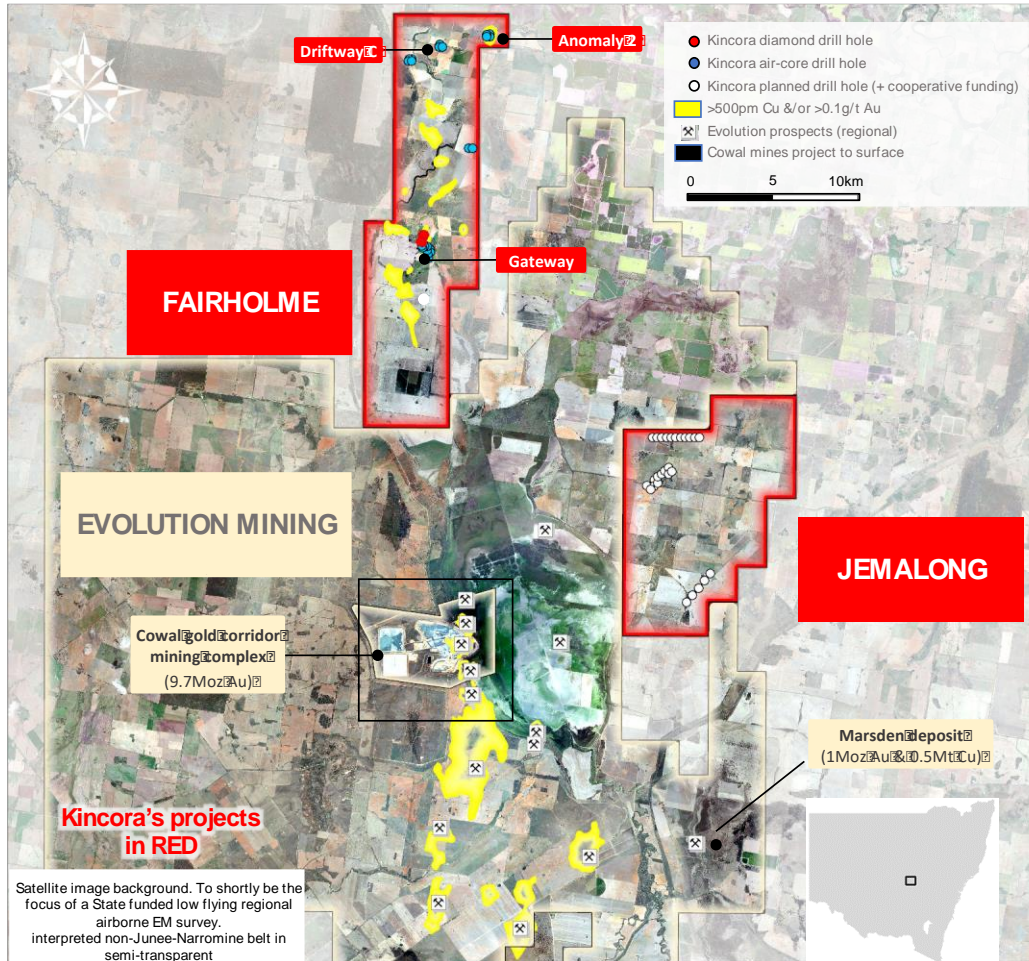 Driftway C
Anomaly 2
Kincora diamond drill hole
Kincora air-core drill hole
Kincora planned drill hole (+ cooperative funding)
>500pm Cu &/or >0.1g/t Au
Evolution prospects (regional)
Cowal mines project to surface
0 5 10km
Gateway
FAIRHOLME
EVOLUTION MINING
JEMALONG
Cowal gold corridor
mining complex
(9.7Moz Au)
Marsden deposit
(1Moz Au & 0.5Mt Cu)
Kincora's projects
in RED
Satellite image background. To shortly be the
focus of a State funded low flying regional
airborne EM survey.
interpreted non-Junee-Narromine belt in
semi-transparent